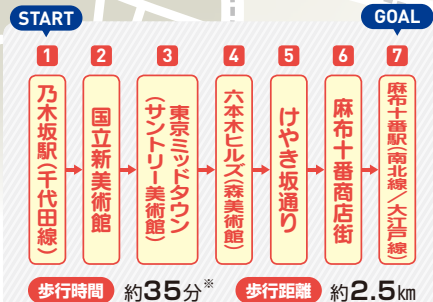 START
GOAL
1
乃木坂駅(千代田線)
2
国立新美術館
3
東京ミッドタウン
(サントリー美術館)
4
六本木ヒルズ(森美術館)
5
けやき坂通り
6
麻布十番商店街
7
麻布十番駅(南北線/大江戸線)
歩行時間 約35分※ 歩行距離 約2.5km